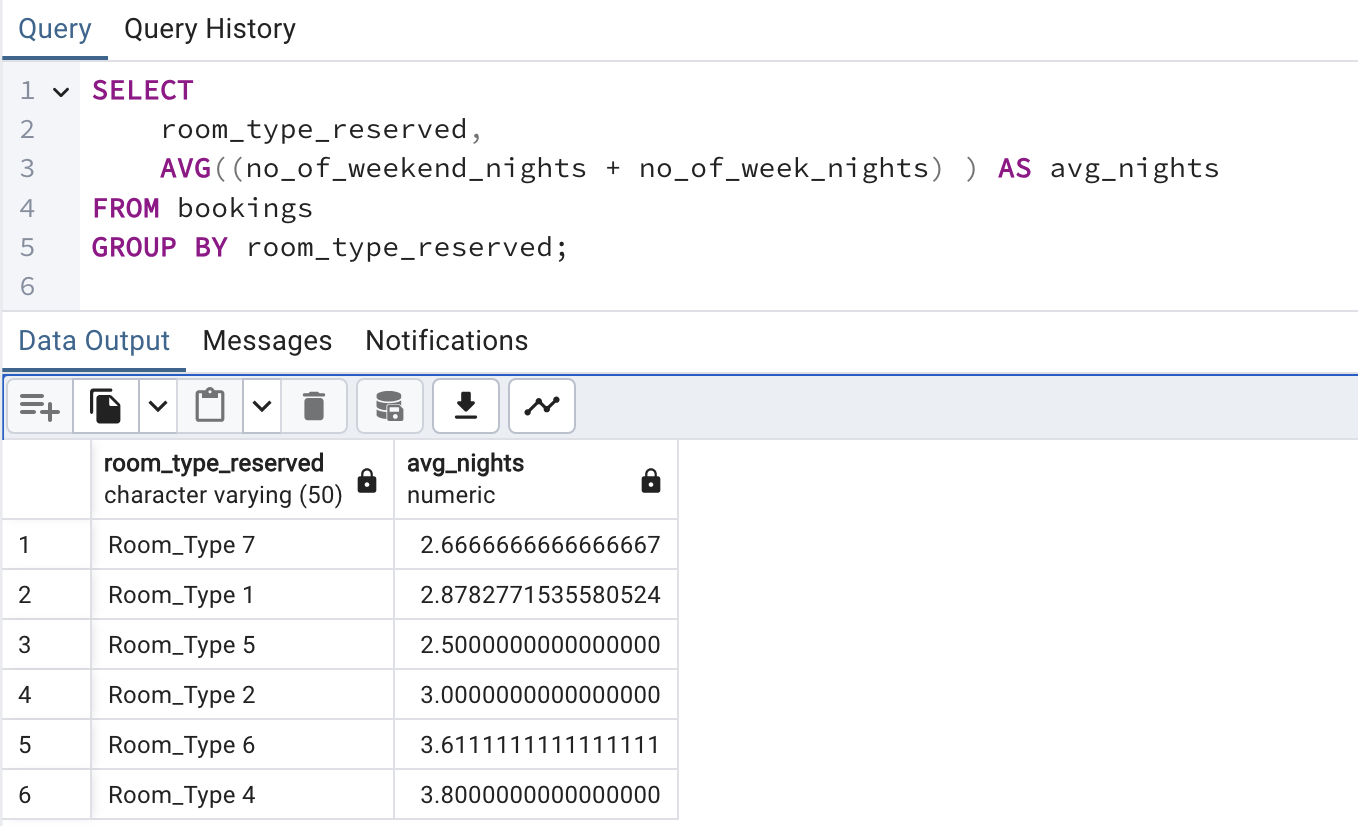 Query Query History
1 SELECT
2 room_type_reserved,
3 AVG((no_of_weekend_nights + no_of_week_nights) ) AS avg_nights
4 FROM bookings
5 GROUP BY room_type_reserved;
6
Data Output Messages Notifications
room_type_reserved avg_nights
character varying (50) numeric
1 Room_Type 7 2.6666666666666667
2 Room_Type 1 2.8782771535580524
3 Room_Type 5 2.5000000000000000
4 Room_Type 2 3.0000000000000000
5 Room_Type 6 3.6111111111111111
6 Room_Type 4 3.8000000000000000